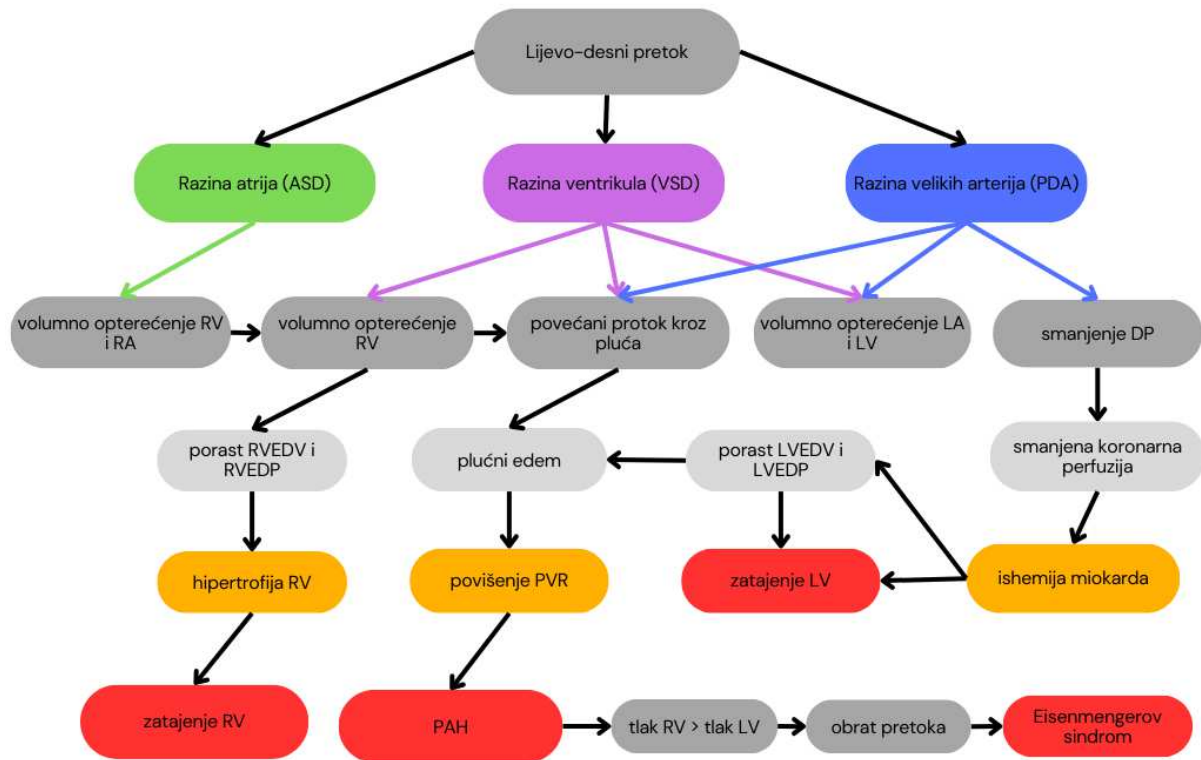 Lijevo-desni pretok
Razina atrija (ASD)
Razina ventrikula (VSD)
Razina velikih arterija (PDA)
volumno opterećenje RV
i RA
volumno opterećenje
RV
povećani protok kroz
pluća
volumno opterećenje LA
i LV
smanjenje DP
porast RVEDV i
RVEDP
plućni edem
porast LVEDV i
LVEDP
smanjena koronarna
perfuzija
hipertrofija RV
povišenje PVR
zatajenje LV
ishemija miokarda
zatajenje RV
PAH
tlak RV > tlak LV
obrat pretoka
Eisenmengerov
sindrom